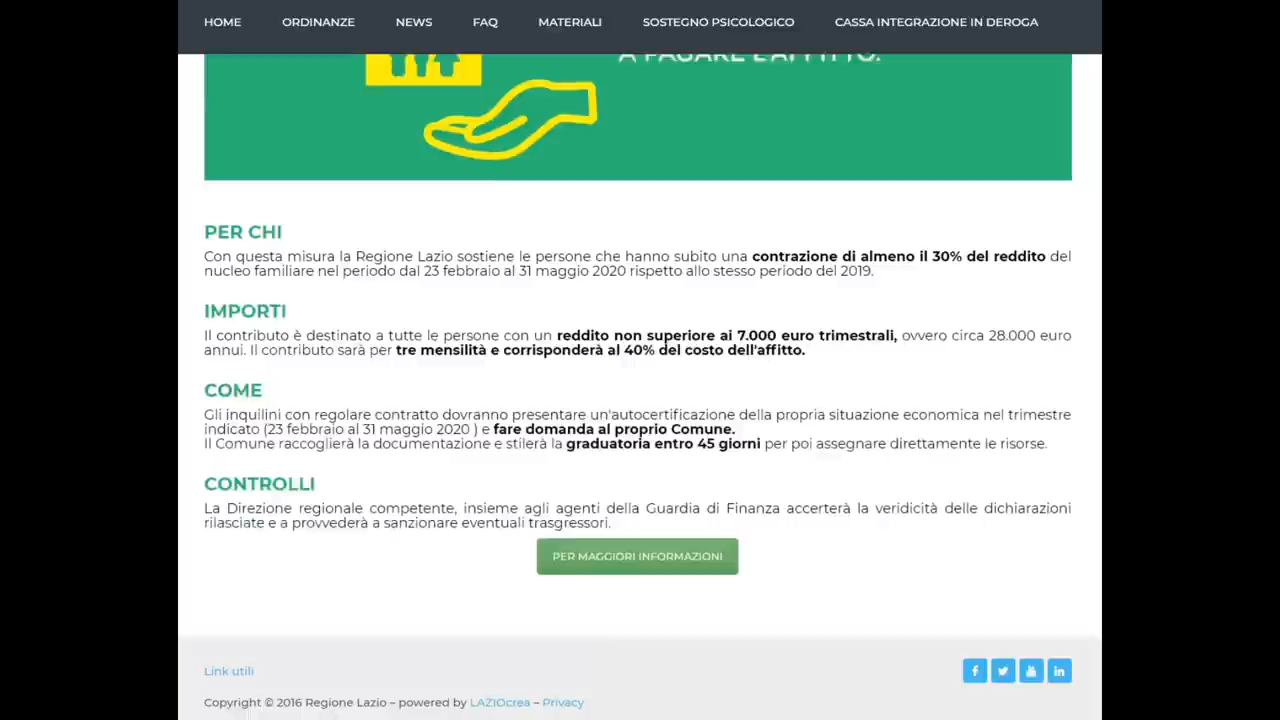 HOME ORDINANZE NEWS FAQ MATERIALI SOSTEGNO PSICOLOGICO CASSA INTEGRAZIONE IN DEROGA
A PAGARE L'AFFITTO.
PER CHI
Con questa misura la Regione Lazio sostiene le persone che hanno subito una contrazione di almeno il 30% del reddito del
nucleo familiare nel periodo dal 23 febbraio al 31 maggio 2020 rispetto allo stesso periodo del 2019.
IMPORTI
Il contributo è destinato a tutte le persone con un reddito non superiore ai 7.000 euro trimestrali, ovvero circa 28.000 euro
annui. Il contributo sarà per tre mensilità e corrisponderà al 40% del costo dell'affitto.
COME
Gli inquilini con regolare contratto dovranno presentare un'autocertificazione della propria situazione economica nel trimestre
indicato (23 febbraio al 31 maggio 2020 ) e fare domanda al proprio Comune.
Il Comune raccoglierà la documentazione e stilerà la graduatoria entro 45 giorni per poi assegnare direttamente le risorse.
CONTROLLI
La Direzione regionale competente, insieme agli agenti della Guardia di Finanza accerterà la veridicità delle dichiarazioni
rilasciate e a provvederà a sanzionare eventuali trasgressori.
PER MAGGIORI INFORMAZIONI
Link utili
Copyright © 2016 Regione Lazio – powered by LAZIOcrea – Privacy